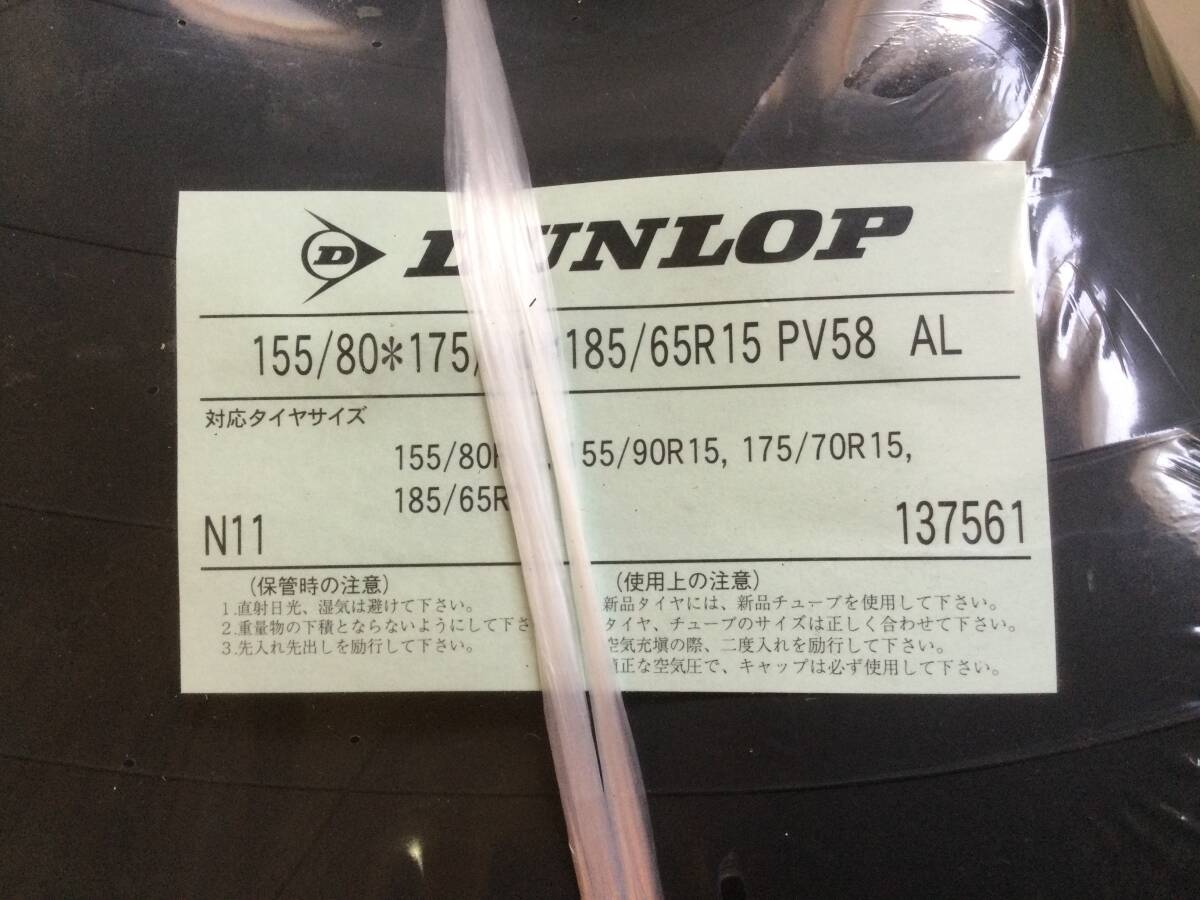 D DUNLOP
155/80*175/ 185/65R15 PV58 AL
対応タイヤサイズ
155/80R , 155/90R15, 175/70R15,
185/65R
N11 137561
(保管時の注意)
1.直射日光、湿気は避けて下さい。
2.重量物の下積とならないようにして下さ
3.先入れ先出しを励行して下さい。
(使用上の注意)
新品タイヤには、新品チューブを使用して下さい。
タイヤ、チューブのサイズは正しく合わせて下さい。
空気充塡の際、二度入れを励行して下さい。
適正な空気圧で、キャップは必ず使用して下さい。